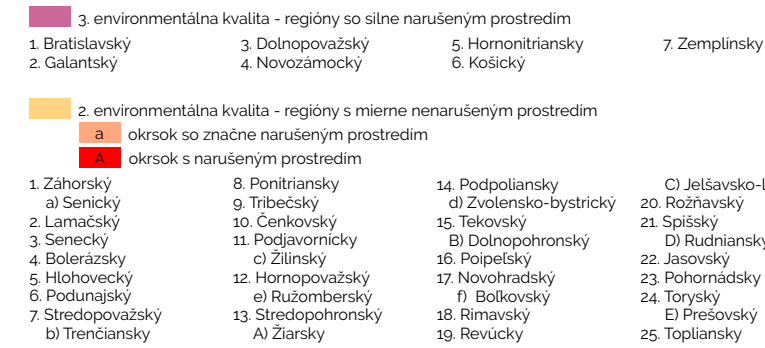 3. environmentálna kvalita - regióny so silne narušeným prostredím
1. Bratislavský
2. Galantský
3. Dolnopovažský
4. Novozámocký
5. Hornonitriansky
6. Košický
7. Zemplínsky
2. environmentálna kvalita - regióny s mierne nenarušeným prostredím
a okrsok so značne narušeným prostredím
A okrsok s narušeným prostredím
1. Záhorský
a) Senický
2. Lamačský
3. Senecký
4. Bolerázsky
5. Hlohovecký
6. Podunajský
7. Stredopovažský
b) Trenčiansky
8. Ponitriansky
9. Tribečský
10. Čenkovský
11. Podjavornícky
c) Žilinský
12. Hornopovažský
e) Ružomberský
13. Stredopohronský
A) Žiarsky
14. Podpoliansky
d) Zvolensko-bystrický
15. Tekovský
B) Dolnopohronský
16. Poipeľský
17. Novohradský
f) Boľkovský
18. Rimavský
19. Revúcky
C) Jelšavsko-l
20. Rožňavský
21. Spišský
D) Rudniansky
22. Jasovský
23. Pohornádsky
24. Toryský
E) Prešovský
25. Topliansky